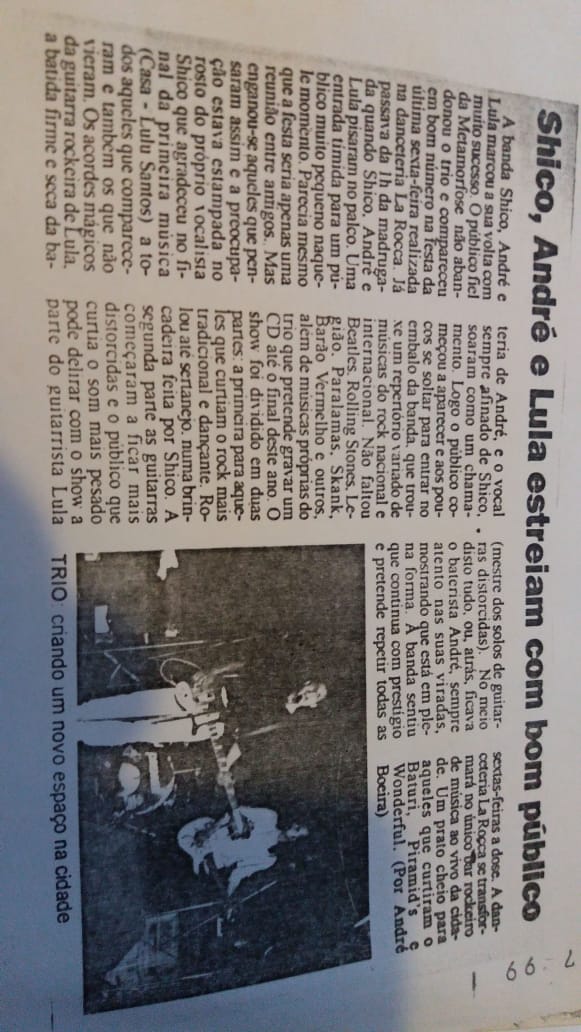 Shico, André e Lula estreiam com bom público
A banda Shico, André e
Lula marcou a sua volta com
muito sucesso. O público fiel
da Metamorfose não aban-
donou o trio e compareceu
em bom número na festa da
última sexta-feira realizada
na danceteria La Rocca. Já
passava da 1h da madruga-
da quando Shico, André e
Lula pisaram no palco. Uma
entrada tímida para um pú-
blico muito pequeno naque-
le momento. Parecia mesmo
que a festa seria apenas uma
reunião entre amigos. Mas
enganou-se aqueles que pen-
saram assim e a preocupa-
ção estava estampada no
rosto do próprio vocalista
Shico que agradeceu no fi-
nal da primeira música
(Casa - Lulu Santos) a to-
dos aqueles que comparece-
ram e também os que não
vieram. Os acordes mágicos
da guitarra rockeira de Lula,
a batida firme e seca da ba-
teria de André, e o vocal
sempre afinado de Shico,
soaram como um chama-
mento. Logo o público co-
meçou a aparecer e aos pou-
cos se soltar para entrar no
embalo da banda, que trou-
xe um repertório variado de
músicas do rock nacional e
internacional. Não faltou
Beatles, Rolling Stones, Le-
gião, Paralamas, Skank,
Barão Vermelho e outros,
além de músicas próprias do
trio que pretende gravar um
CD até o final deste ano. O
show foi dividido em duas
partes: a primeira para aque-
les que curtiam o rock mais
tradicional e dançante. Ro-
lou até sertanejo, numa brin-
cadeira feita por Shico. A
segunda parte as guitarras
começaram a ficar mais
distorcidas e o público que
curtia o som mais pesado
pode delirar com o show a
parte do guitarrista Lula
(mestre dos solos de guitar-
ras distorcidas). No meio
disto tudo, ou, atrás, ficava
o baterista André, sempre
atento nas suas viradas,
mostrando que está em ple-
na forma. A banda sentiu
que continua com prestígio
e pretende repetir todas as
sextas-feiras a dose. A dan-
ceteria La Rocca se transfor-
mará no único bar rockeiro
de música ao vivo da cida-
de. Um prato cheio para
aqueles que curtiram o
Baturi, Piramid's e
Wonderful. (Por André
Boeira)
TRIO: criando um novo espaço na cidade